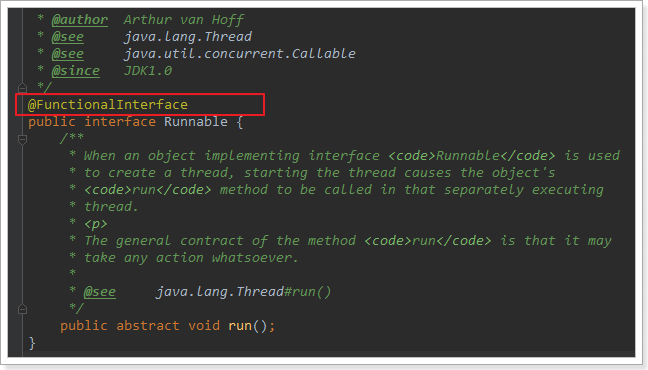 * @author  Arthur van Hoff
* @see     java.lang.Thread
* @see     java.util.concurrent.Callable
* @since   JDK1.0
*/
@FunctionalInterface
public interface Runnable {
/**
* When an object implementing interface <code>Runnable</code> is used
* to create a thread, starting the thread causes the object's
* <code>run</code> method to be called in that separately executing
* thread.
* <p>
* The general contract of the method <code>run</code> is that it may
* take any action whatsoever.
*
* @see     java.lang.Thread#run()
*/
public abstract void run();
}